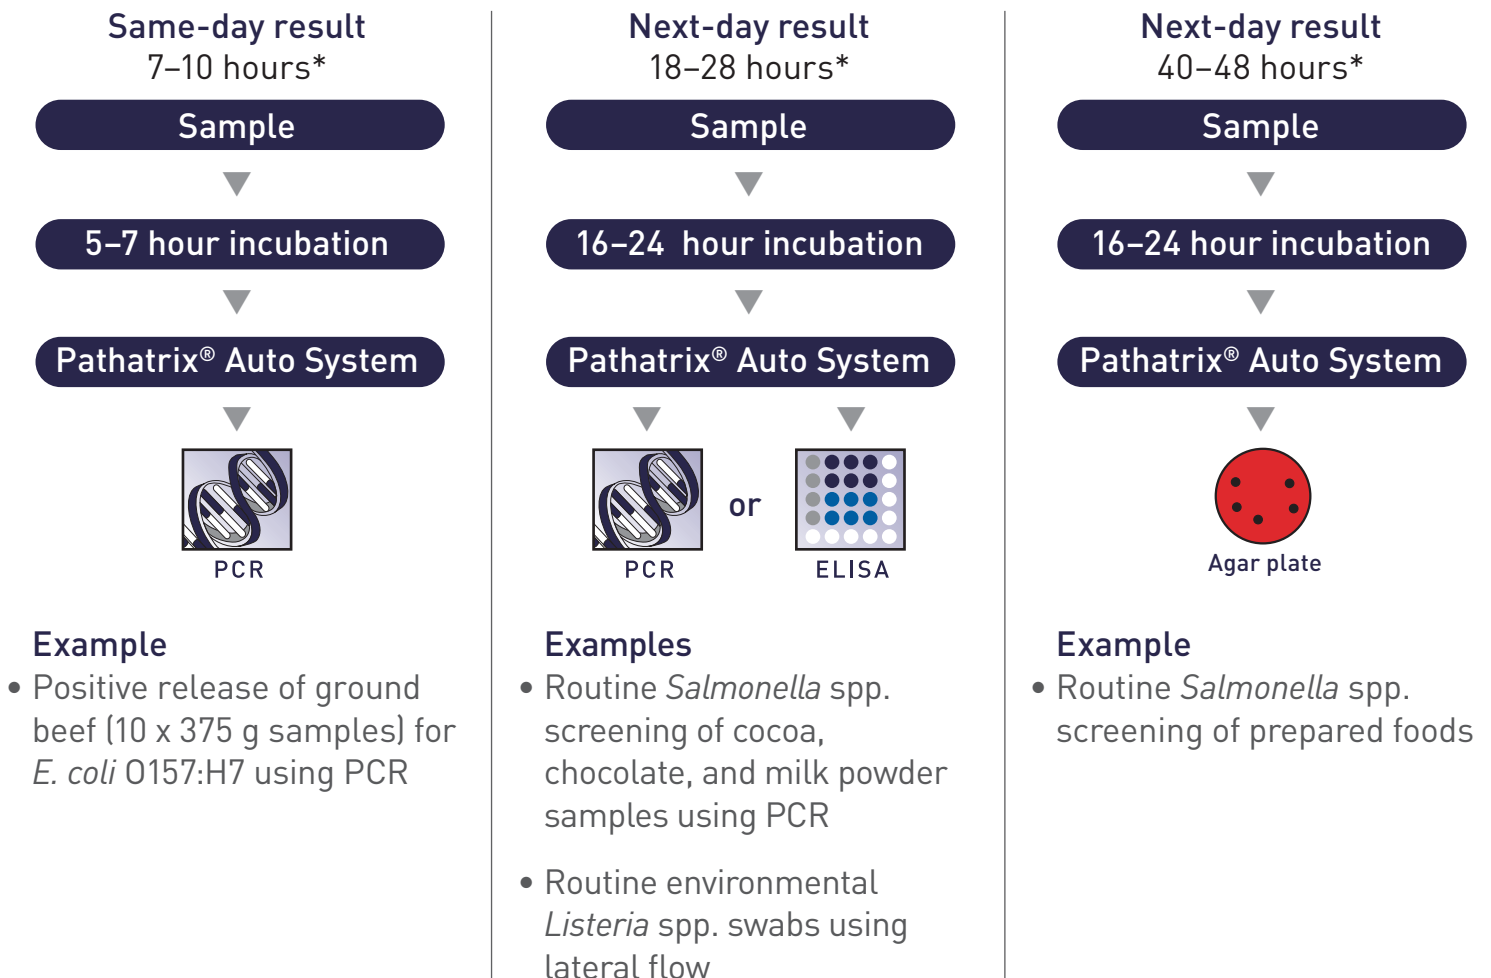 Same-day result
7–10 hours*
Sample
5–7 hour incubation
Pathatrix® Auto System
PCR
Example
• Positive release of ground
beef (10 x 375 g samples) for
E. coli O157:H7 using PCR
Next-day result
18–28 hours*
Sample
16–24 hour incubation
Pathatrix® Auto System
or
PCR
ELISA
Examples
• Routine Salmonella spp.
screening of cocoa,
chocolate, and milk powder
samples using PCR
• Routine environmental
Listeria spp. swabs using
lateral flow
Next-day result
40–48 hours*
Sample
16–24 hour incubation
Pathatrix® Auto System
Agar plate
Example
• Routine Salmonella spp.
screening of prepared foods